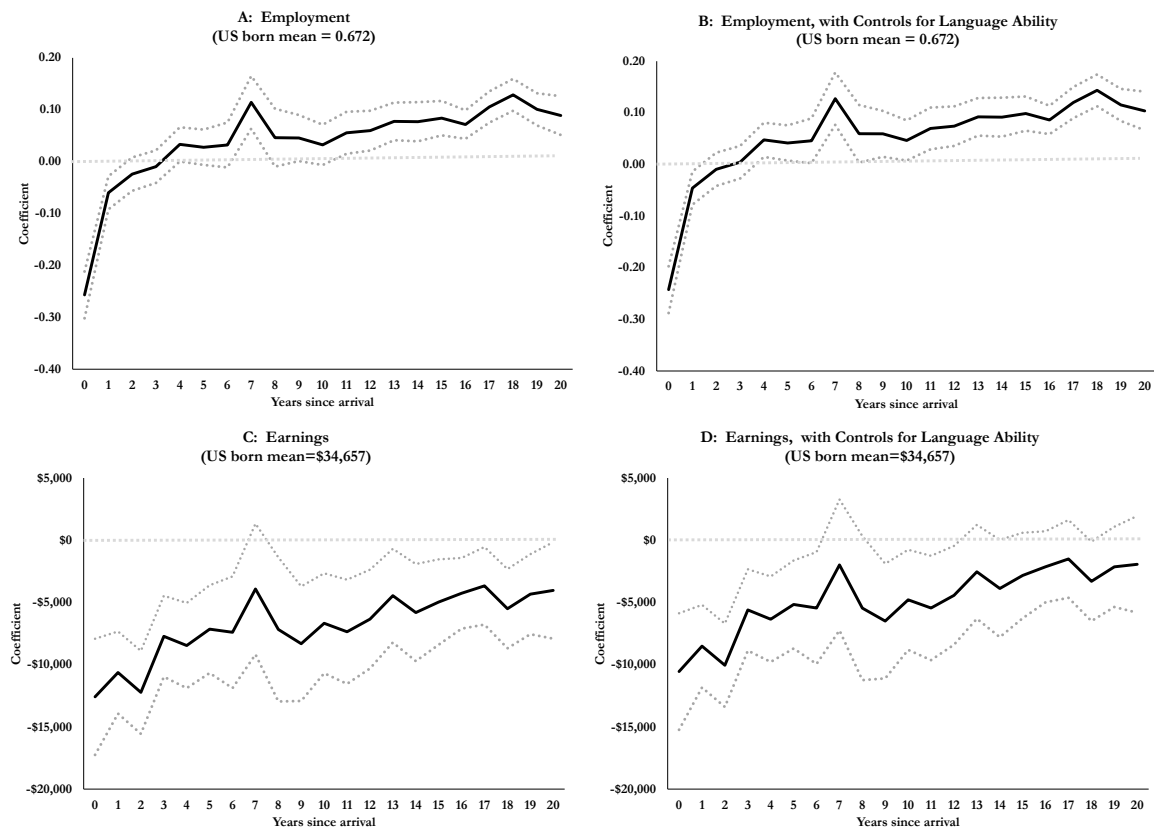 A: Employment
(US born mean = 0.672)
0.20
0.10
0.00
-0.10
-0.20
-0.30
-0.40
Coefficient
0 1 2 3 4 5 6 7 8 9 10 11 12 13 14 15 16 17 18 19 20
Years since arrival
B: Employment, with Controls for Language Ability
(US born mean = 0.672)
0.20
0.10
0.00
-0.10
-0.20
-0.30
-0.40
Coefficient
0 1 2 3 4 5 6 7 8 9 10 11 12 13 14 15 16 17 18 19 20
Years since arrival
C: Earnings
(US born mean=$34,657)
$5,000
$0
-$5,000
-$10,000
-$15,000
-$20,000
Coefficient
0 1 2 3 4 5 6 7 8 9 10 11 12 13 14 15 16 17 18 19 20
Years since arrival
D: Earnings, with Controls for Language Ability
(US born mean=$34,657)
$5,000
$0
-$5,000
-$10,000
-$15,000
-$20,000
Coefficient
0 1 2 3 4 5 6 7 8 9 10 11 12 13 14 15 16 17 18 19 20
Years since arrival